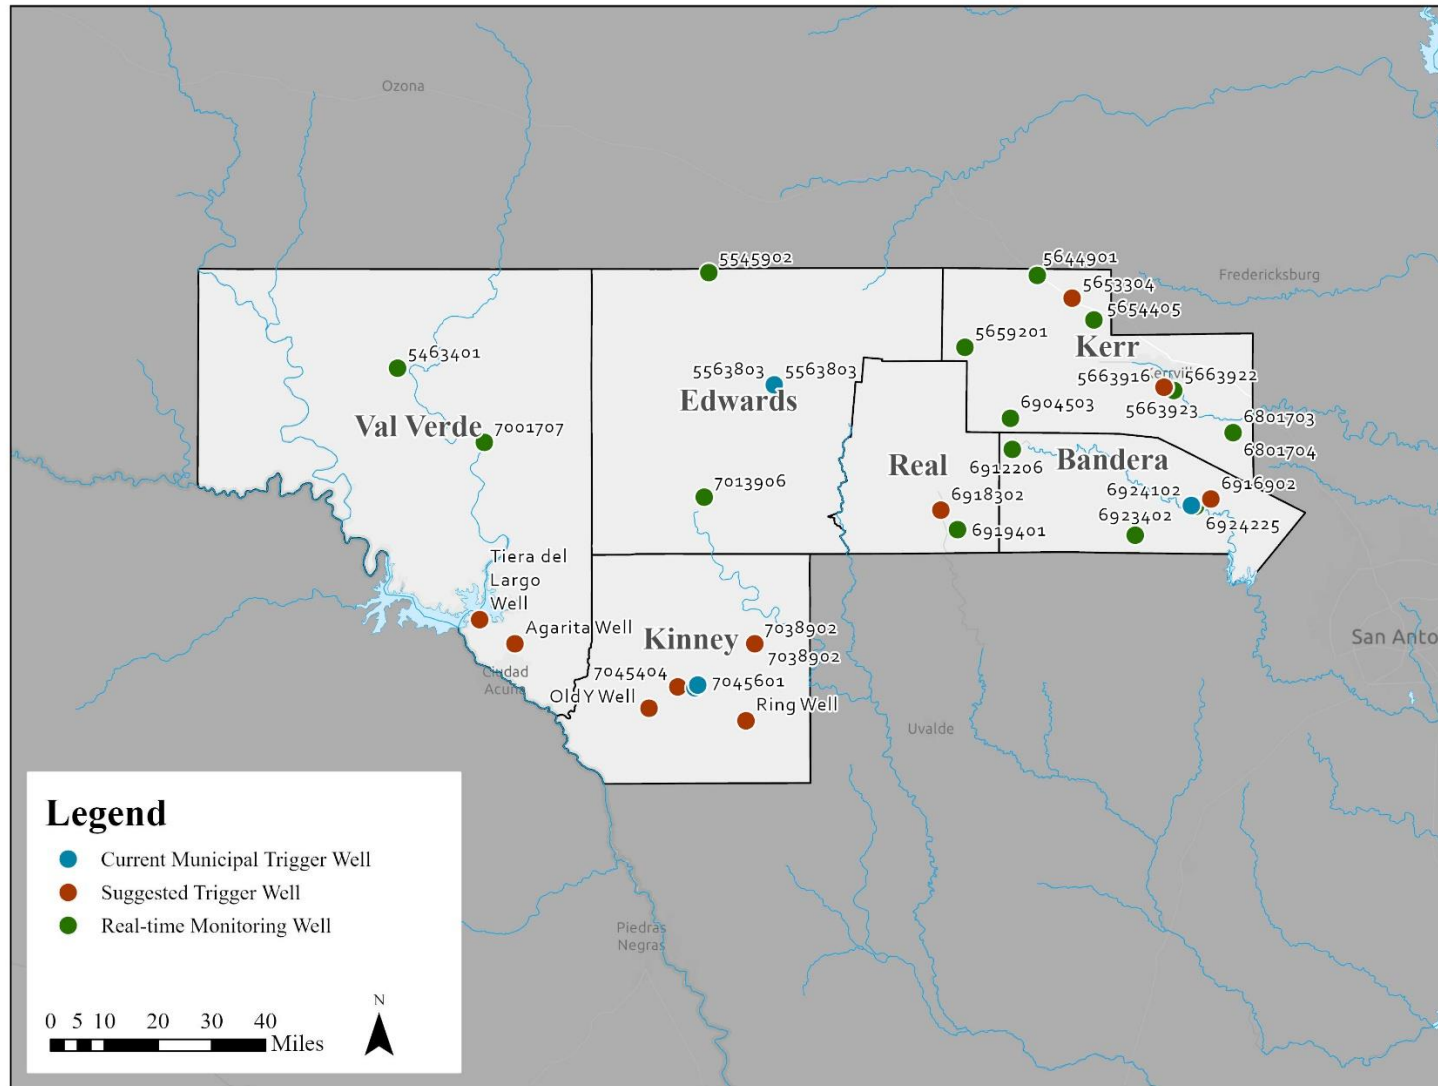 Ozona
Fredericksburg
5545902
5644901
5653304
5654405
5659201
Kerr
5463401
5563803
5563803
Edwards
5663916
5663922
5663923
6904503
6801703
6801704
Val Verde
7001707
Real
6912206
Bandera
7013906
6918302
6919401
6924102
6916902
6923402
6924225
Tiera del
Largo
Well
Agarita Well
Ciudad
Acuña
Kinney
7038902
7038902
7045404
7045601
Old Y Well
Ring Well
San Anto
Uvalde
Piedras
Negras
Legend
Current Municipal Trigger Well
Suggested Trigger Well
Real-time Monitoring Well
0 5 10 20 30 40
Miles
N